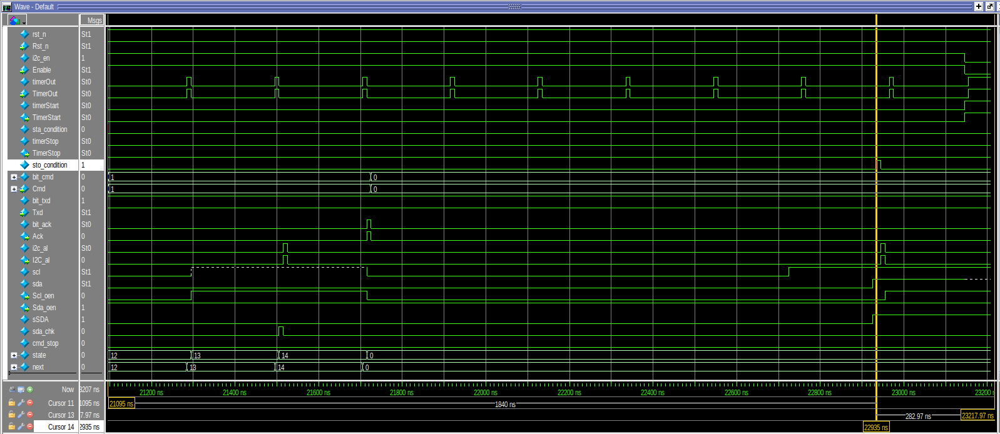 Wave - Default
Msgs
rst_n St1
Rst_n St1
i2c_en 1
Enable St1
timerOut St0
TimerOut St0
timerStart St0
TimerStart St0
sta_condition 0
timerStop St0
TimerStop St0
sto_condition 1
bit_cmd 0 1 0
Cmd 0 1 0
bit_txd 1
Txd St1
bit_ack St0
Ack 0
i2c_al St0
I2C_al 0
scl St1
sda St1
Scl_oen 0
Sda_oen 1
sSDA 1
sda_chk 0
cmd_stop 0
state 0 12 13 14 0
next 0 12 13 14 0
Now 3207 ns 21200 ns 21400 ns 21600 ns 21800 ns 22000 ns 22200 ns 22400 ns 22600 ns 22800 ns 23000 ns 23200 n
Cursor 11 1095 ns 21095 ns 1840 ns
Cursor 13 7.97 ns 282.97 ns 23217.97 ns
Cursor 14 2935 ns 22935 ns